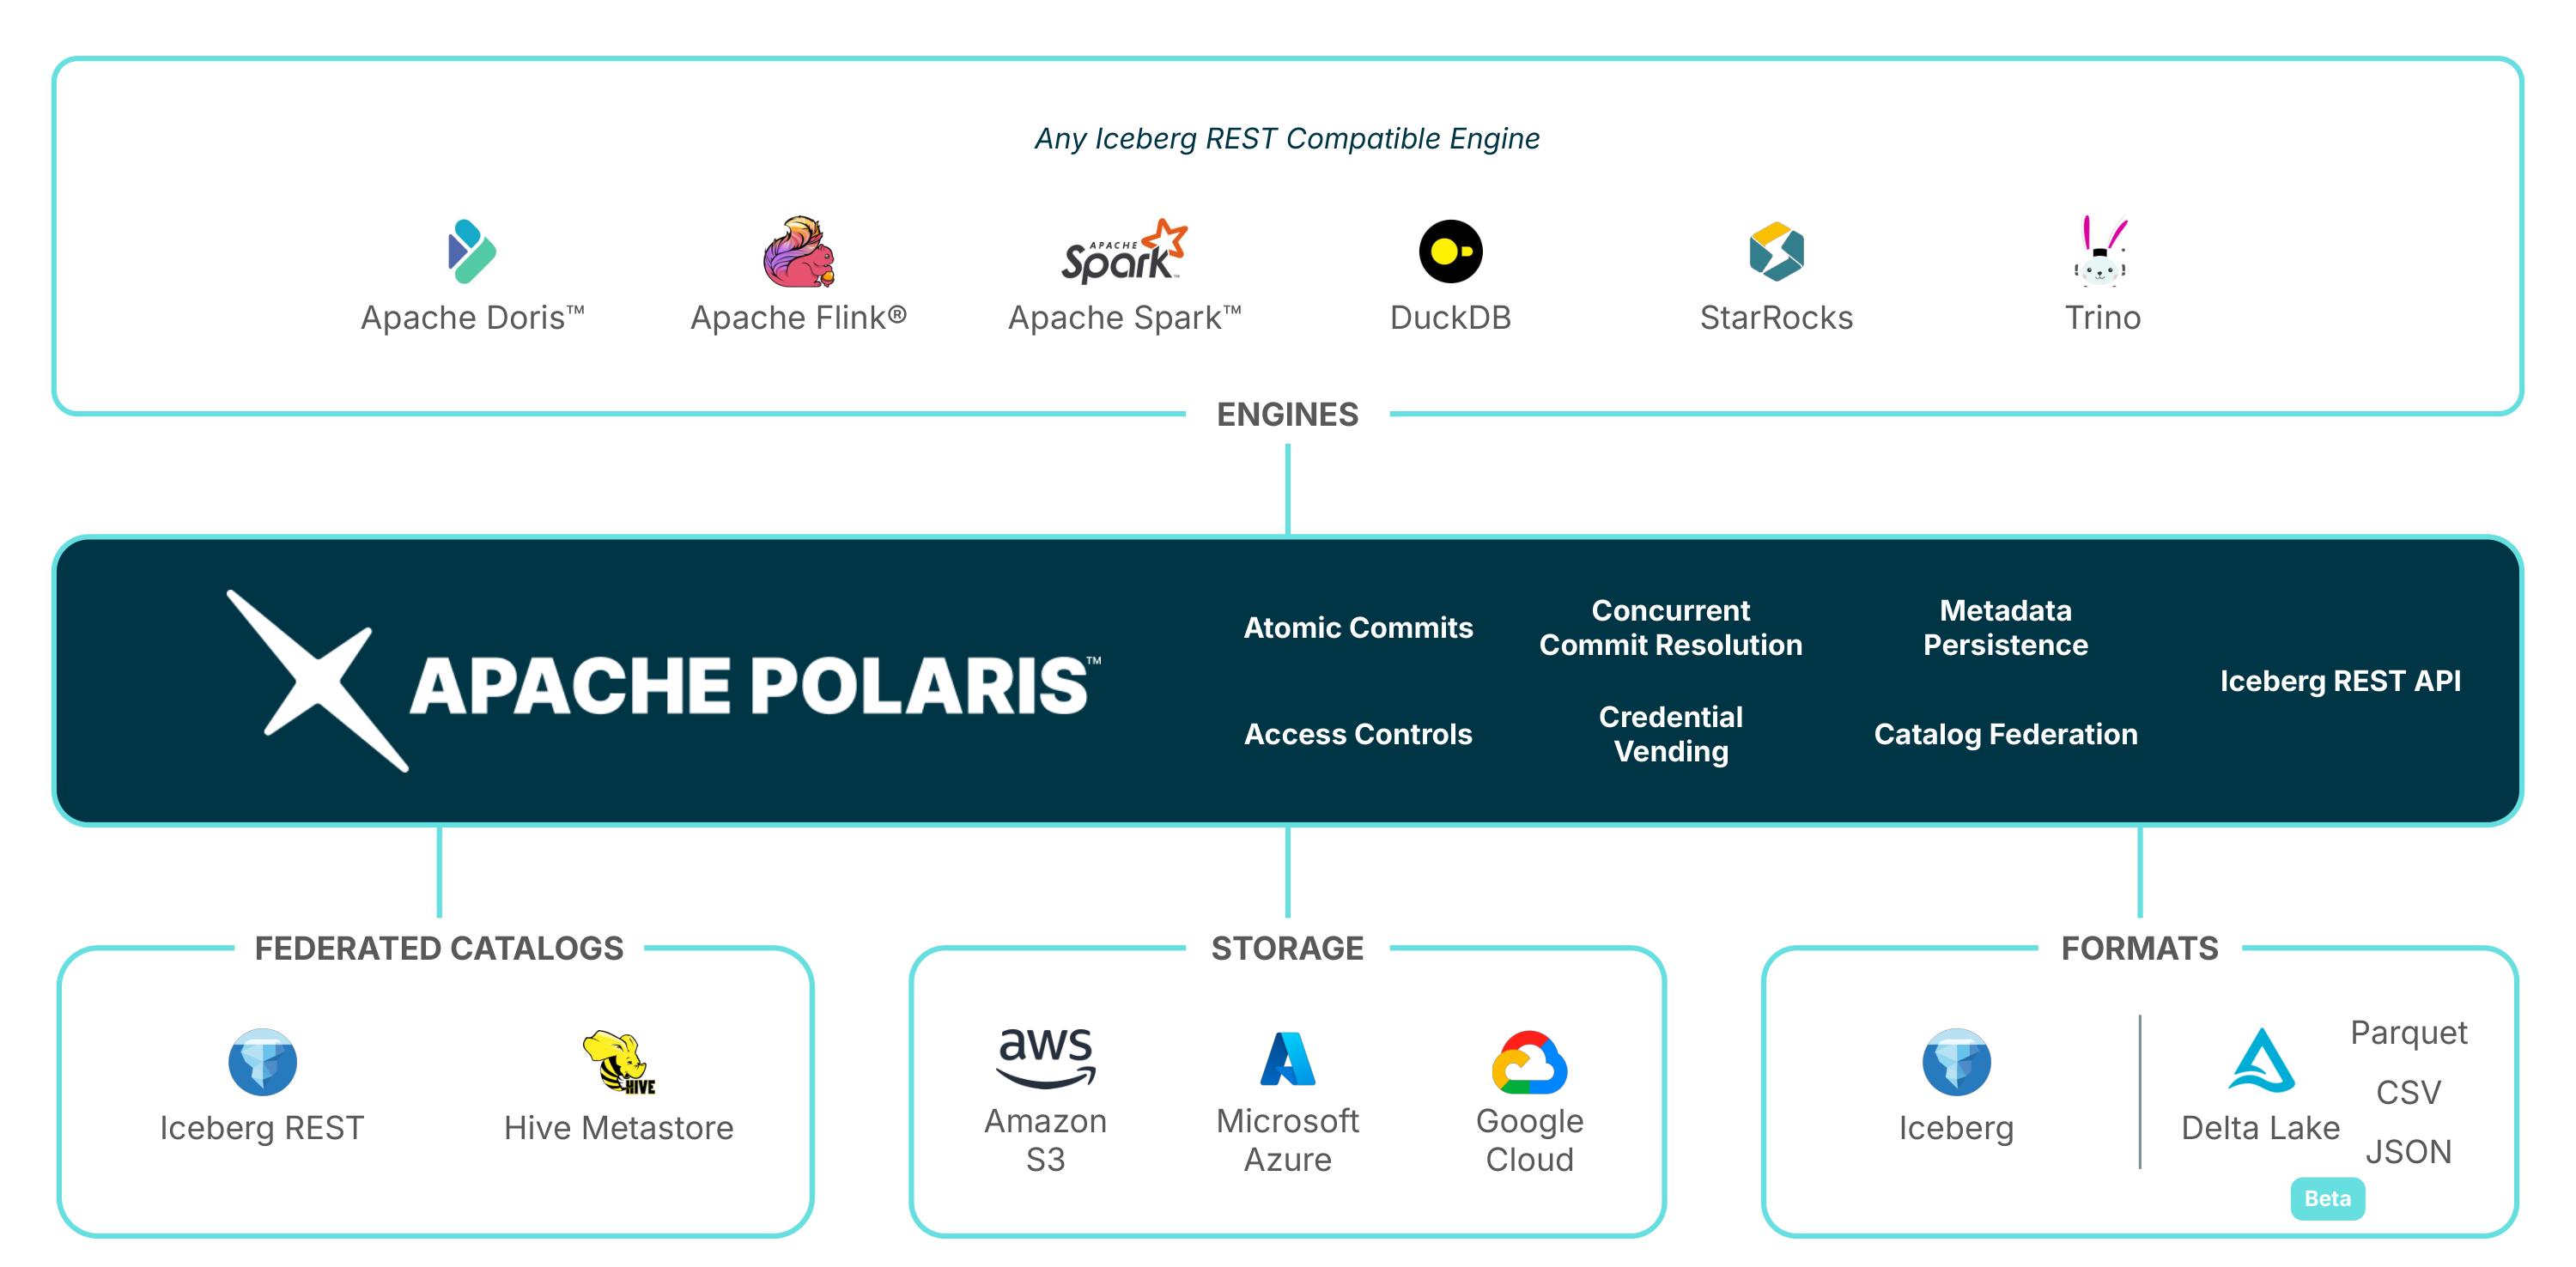 Any Iceberg REST Compatible Engine
APACHE
Spark™
Apache Doris™
Apache Flink®
Apache Spark™
DuckDB
StarRocks
Trino
ENGINES
APACHE POLARIS™
Atomic Commits
Concurrent
Commit Resolution
Metadata
Persistence
Access Controls
Credential
Vending
Catalog Federation
Iceberg REST API
FEDERATED CATALOGS
HIVE
Iceberg REST
Hive Metastore
STORAGE
aws
Amazon
S3
Microsoft
Azure
Google
Cloud
FORMATS
Iceberg
Delta Lake
Parquet
CSV
JSON
Beta